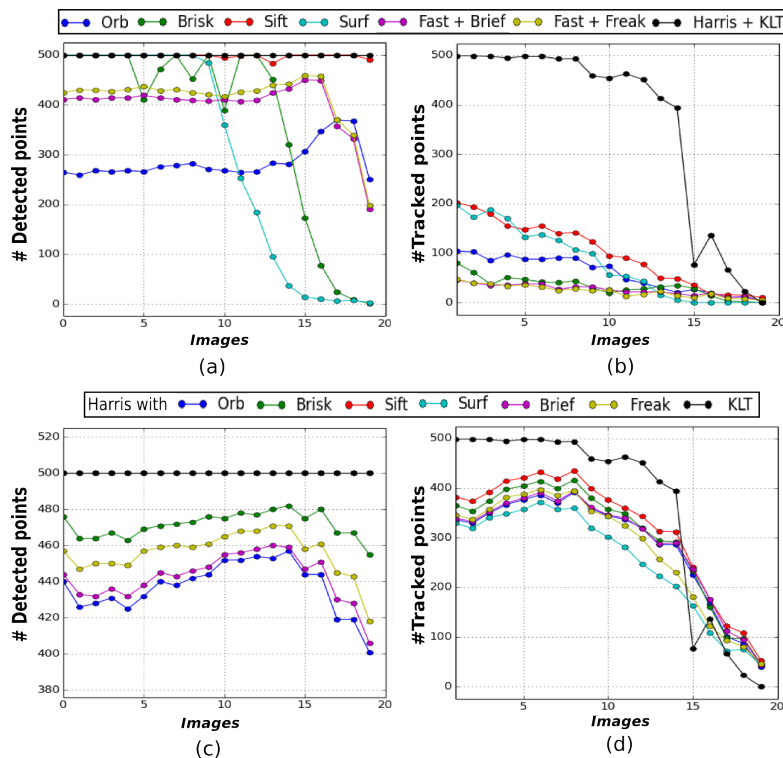 Orb Brisk Sift Surf Fast + Brief Fast + Freak Harris + KLT
500
400
300
200
100
0
0 5 10 15 20
# Detected points
Images
(a)
500
400
300
200
100
0
5 10 15 20
#Tracked points
Images
(b)
Harris with Orb Brisk Sift Surf Brief Freak KLT
520
500
480
460
440
420
400
380
0 5 10 15 20
# Detected points
Images
(c)
500
400
300
200
100
0
5 10 15 20
#Tracked points
Images
(d)